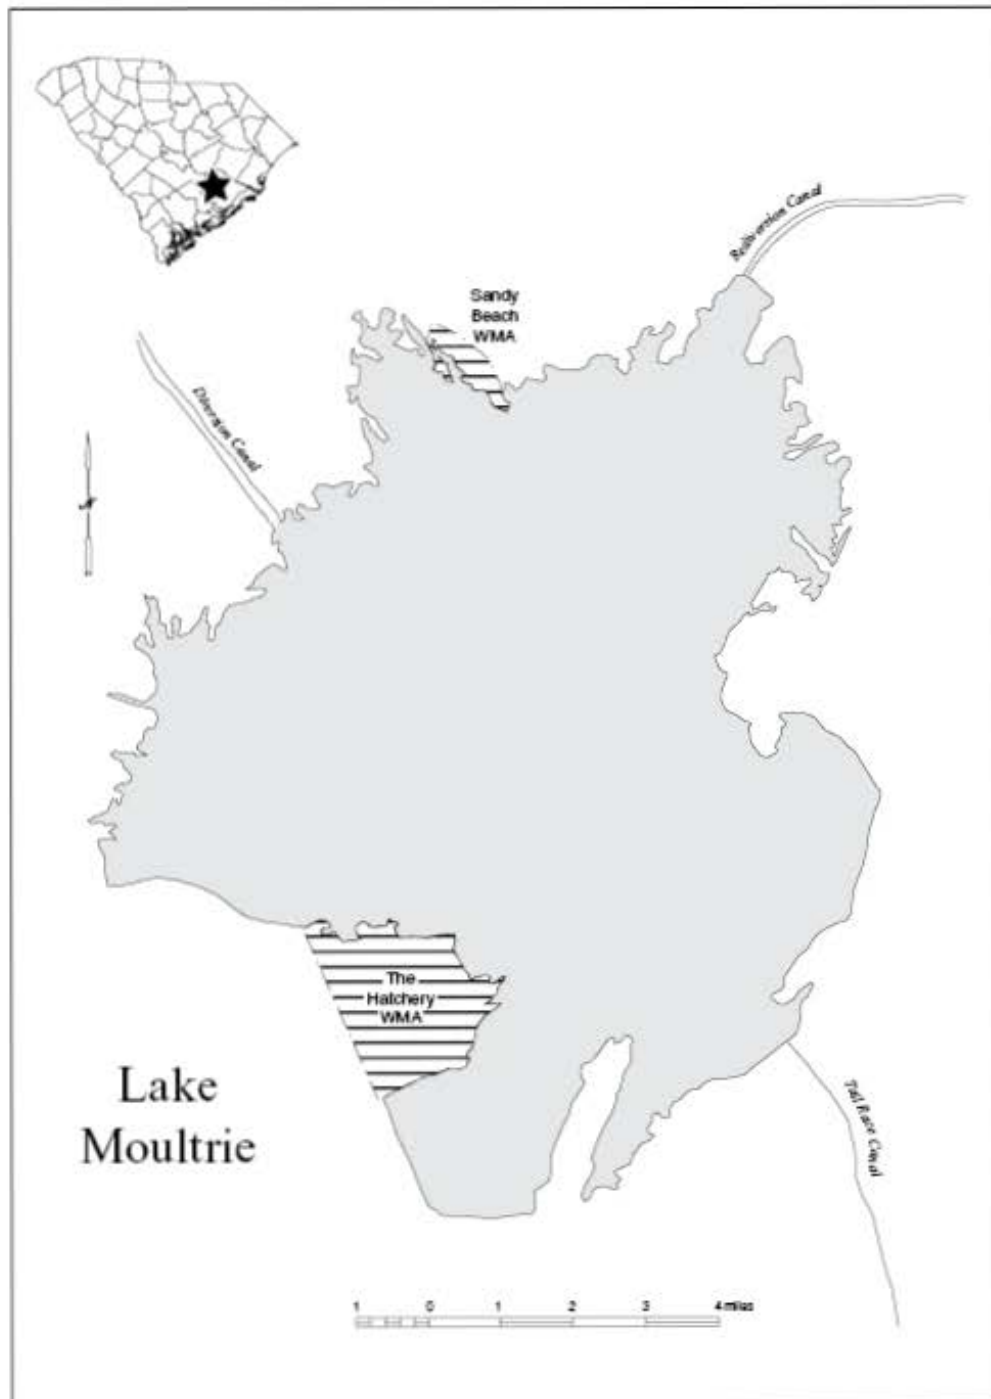 Rediversion Canal
Sandy
Beach
WMA
Diversion Canal
The
Hatchery
WMA
Lake
Moultrie
Tail Race Canal
1 0 1 2 3 4 miles